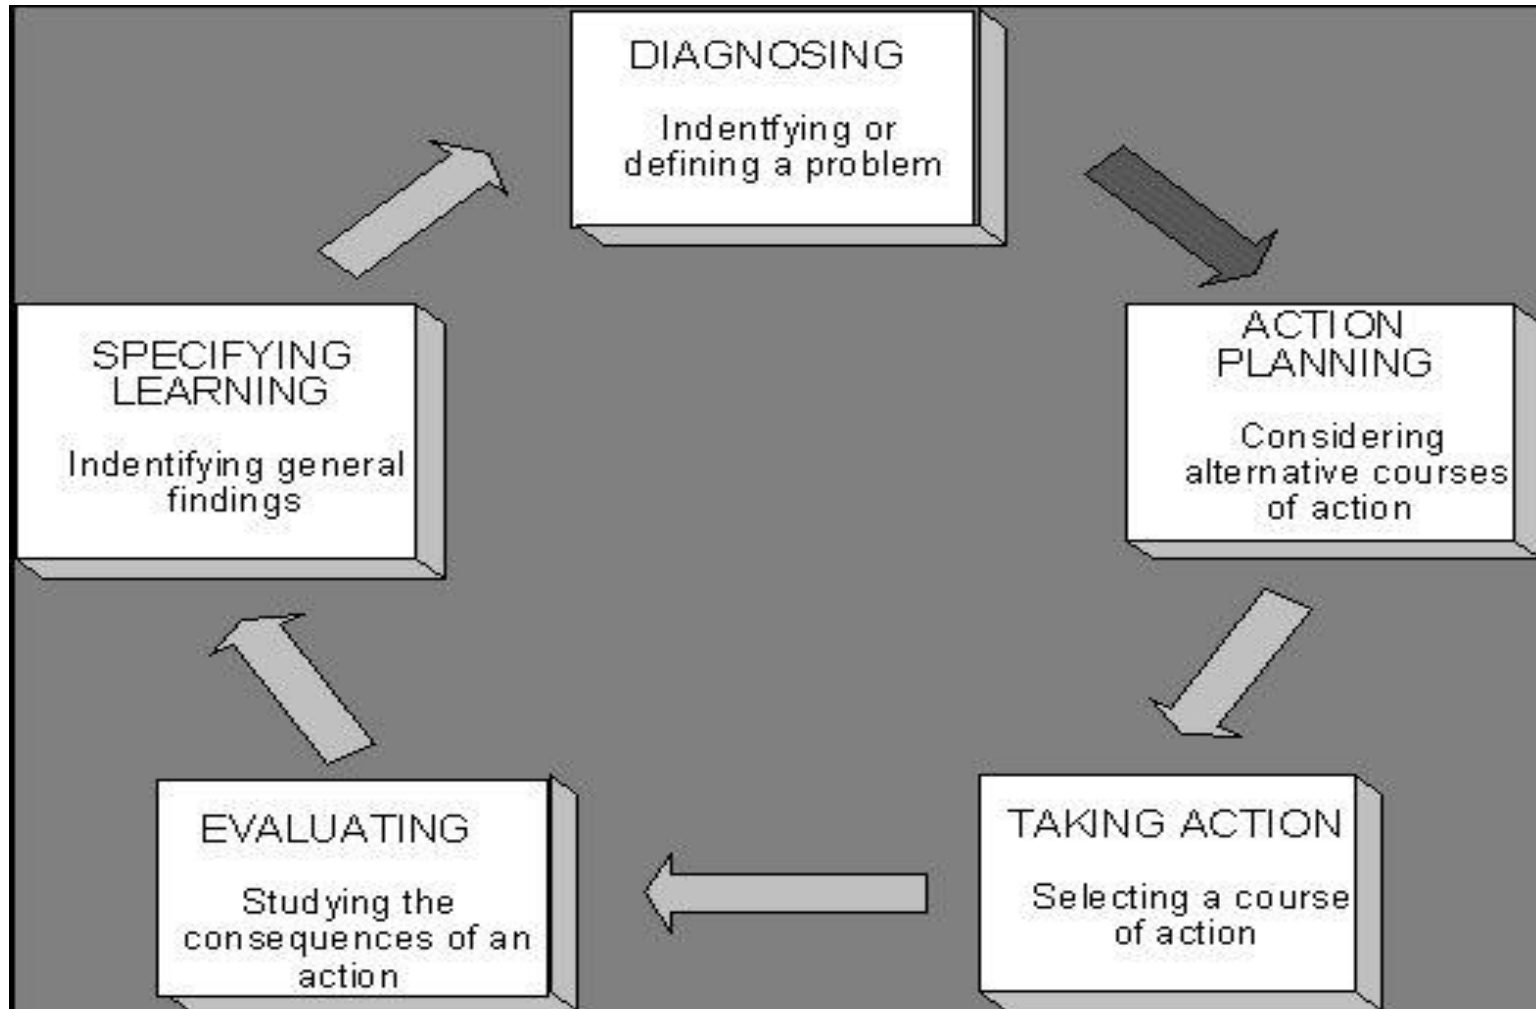 DIAGNOSING
Indentfying or
defining a problem
ACTION
PLANNING
Considering
alternative courses
of action
TAKING ACTION
Selecting a course
of action
EVALUATING
Studying the
consequences of an
action
SPECIFYING
LEARNING
Indentifying general
findings